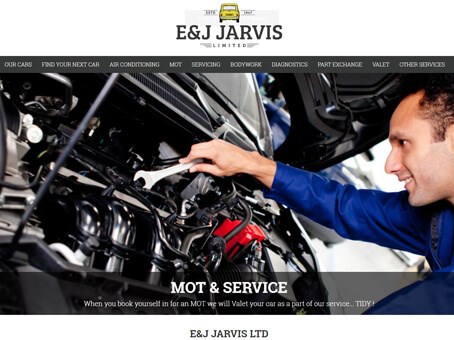 ESTD 1947
E&J JARVIS
LIMITED
OUR CARS FIND YOUR NEXT CAR AIR CONDITIONING MOT SERVICING BODYWORK DIAGNOSTICS PART EXCHANGE VALET OTHER SERVICES
MOT & SERVICE
When you book yourself in for an MOT we will Valet your car as a part of our service... TIDY !
E&J JARVIS LTD